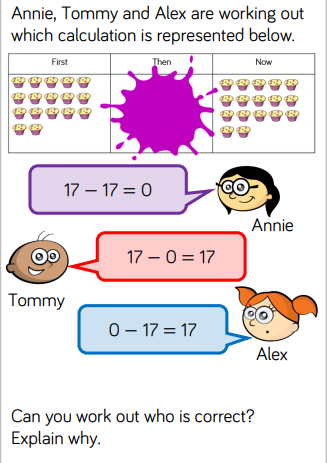 Annie, Tommy and Alex are working out
which calculation is represented below.
First Then Now
17 – 17 = 0
Annie
17 – 0 = 17
Tommy
0 – 17 = 17
Alex
Can you work out who is correct?
Explain why.